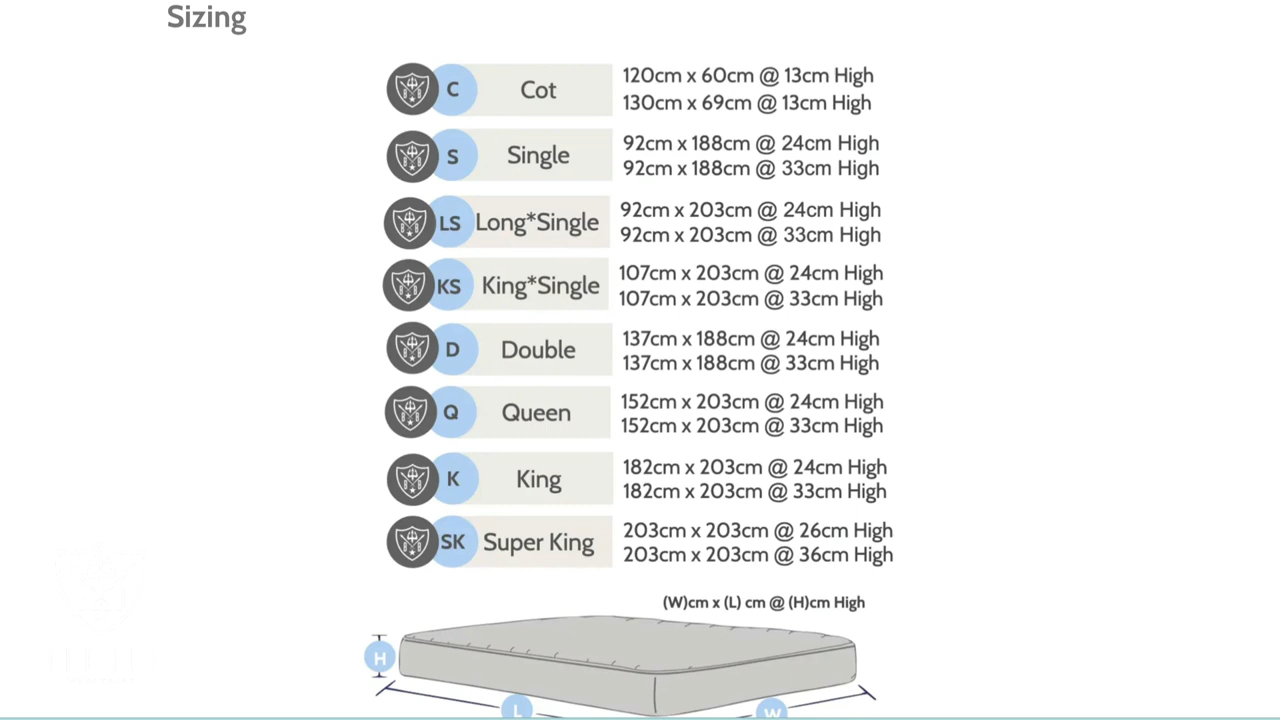 Sizing
C Cot 120cm x 60cm @ 13cm High
130cm x 69cm @ 13cm High
S Single 92cm x 188cm @ 24cm High
92cm x 188cm @ 33cm High
LS Long*Single 92cm x 203cm @ 24cm High
92cm x 203cm @ 33cm High
KS King*Single 107cm x 203cm @ 24cm High
107cm x 203cm @ 33cm High
D Double 137cm x 188cm @ 24cm High
137cm x 188cm @ 33cm High
Q Queen 152cm x 203cm @ 24cm High
152cm x 203cm @ 33cm High
K King 182cm x 203cm @ 24cm High
182cm x 203cm @ 33cm High
SK Super King 203cm x 203cm @ 26cm High
203cm x 203cm @ 36cm High
(W)cm x (L) cm @ (H)cm High
H
L W